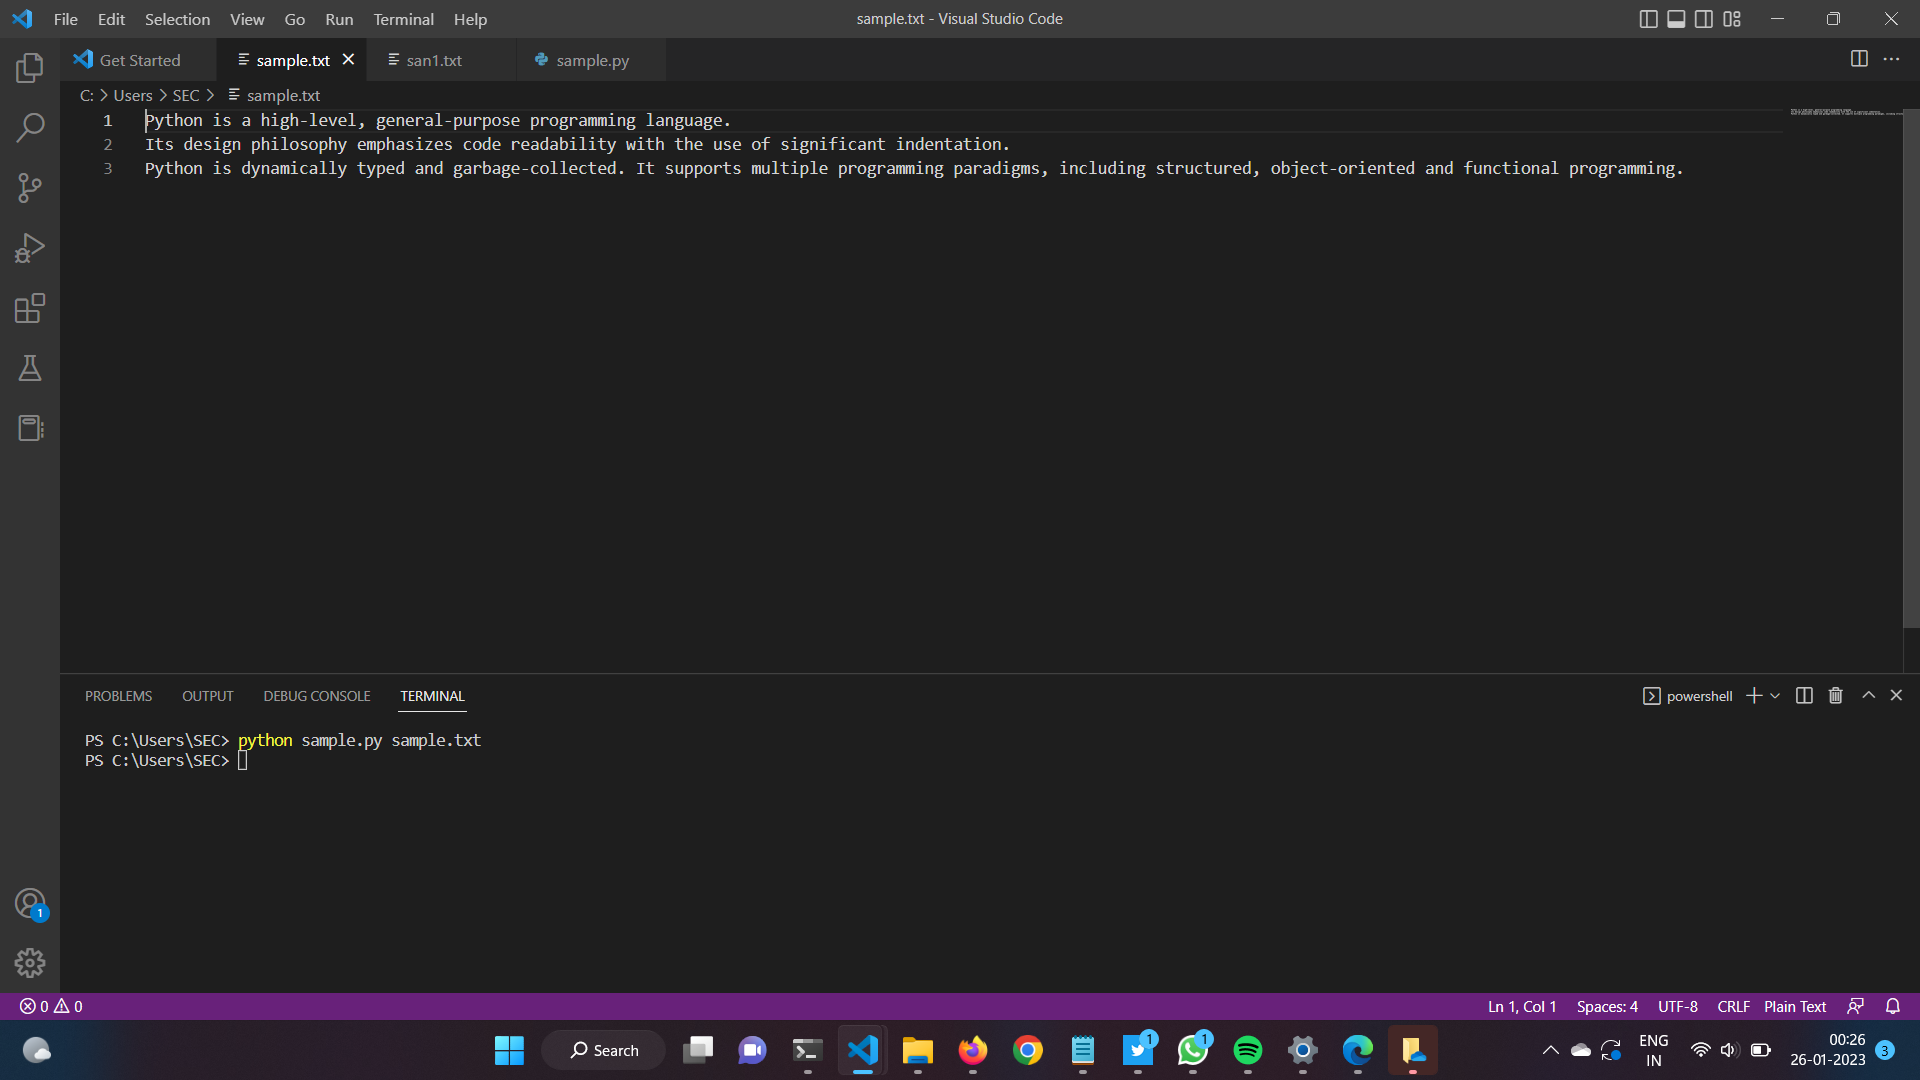 File Edit Selection View Go Run Terminal Help sample.txt - Visual Studio Code
Get Started sample.txt san1.txt sample.py
C: > Users > SEC > sample.txt
1 Python is a high-level, general-purpose programming language.
2 Its design philosophy emphasizes code readability with the use of significant indentation.
3 Python is dynamically typed and garbage-collected. It supports multiple programming paradigms, including structured, object-oriented and functional programming.
PROBLEMS OUTPUT DEBUG CONSOLE TERMINAL powershell
PS C:\Users\SEC> python sample.py sample.txt
PS C:\Users\SEC>
1
0 0 Ln 1, Col 1 Spaces: 4 UTF-8 CRLF Plain Text
Search 1 1 ENG 00:26
IN 26-01-2023 3